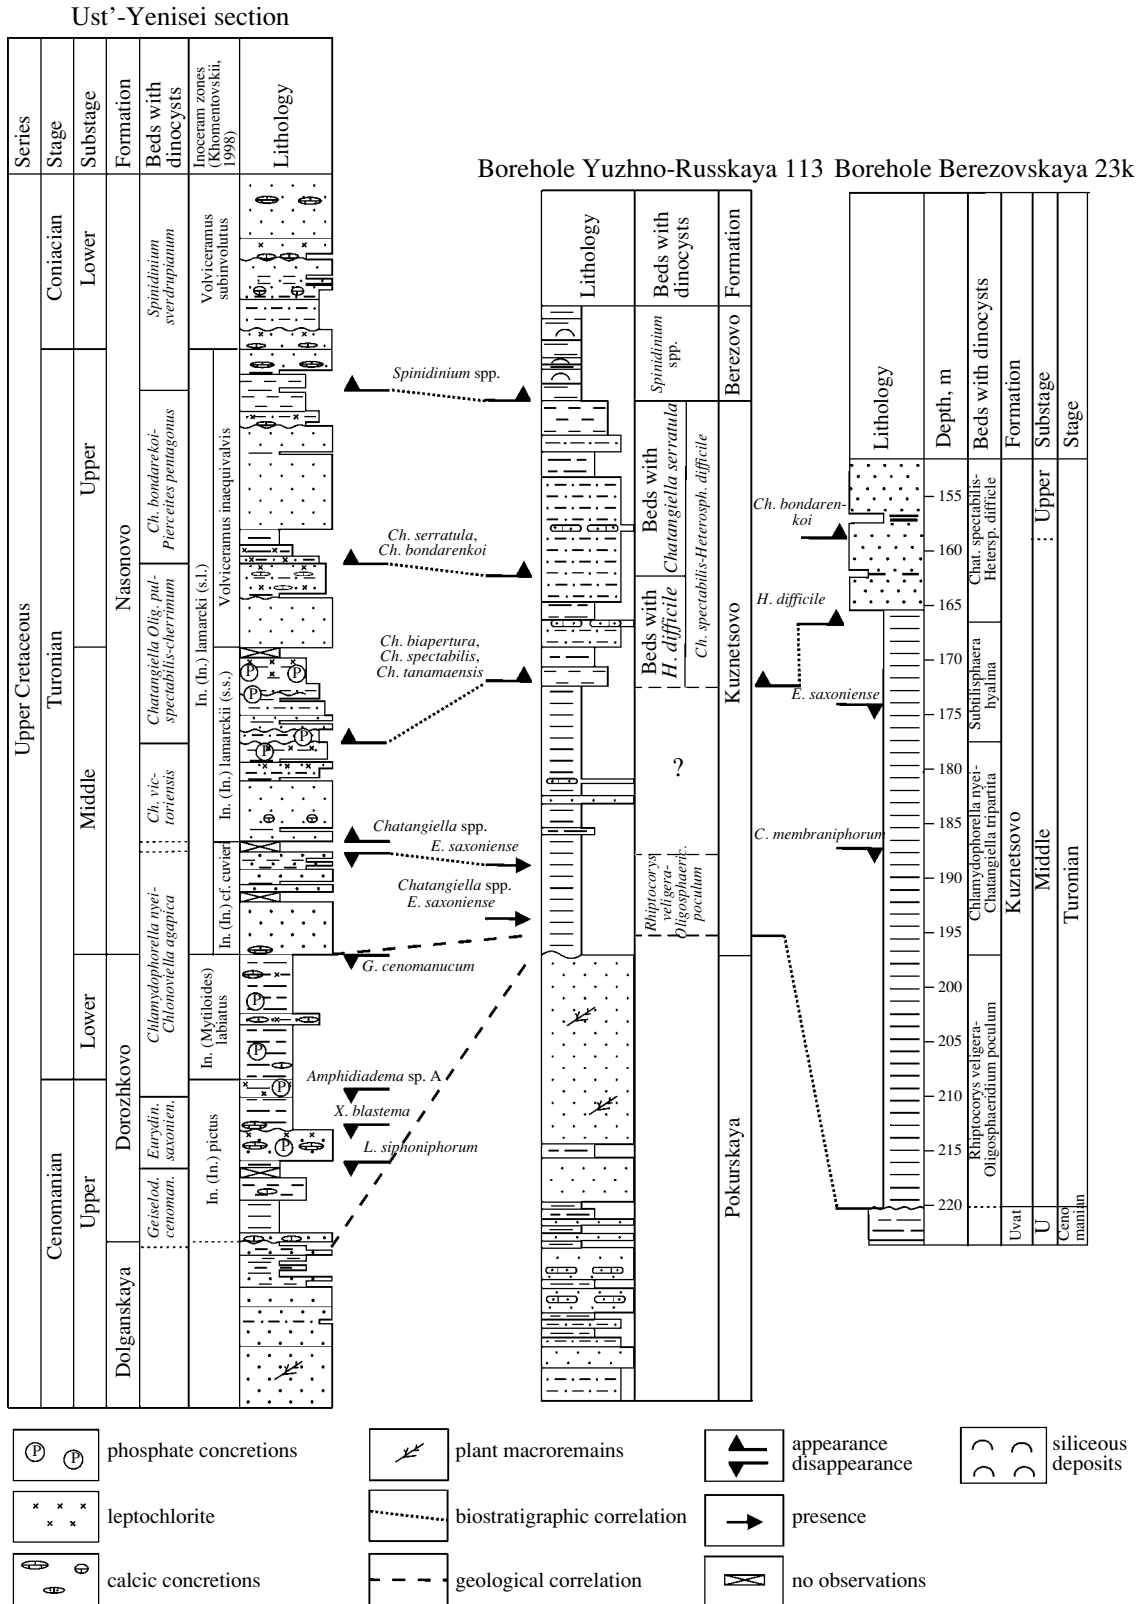 Ust’-Yenisei section
Series
Stage
Substage
Formation
Beds with
dinocysts
Inoceram zones
(Khomentovskii,
1998)
Lithology
Upper Cretaceous
Coniacian
Turonian
Cenomanian
Lower
Upper
Middle
Lower
Upper
Nasonovo
Dorozhkovo
Dolganskaya
Spinidinium
sverdrupianum
Ch. bondarekoi-
Pierceites pentagonus
Chatangiella Olig. pul-
spectabilis-cherrimum
Ch. vic-
toriensis
Chlamydophorella nyei-
Chlonoviella agapica
Eurydin.
saxonien.
Geiselod.
cenoman.
Volviceramus
subinvolutus
In. (In.) lamarcki (s.l.)
Volviceramus inaequivalvis
In. (In.) lamarckii (s.s.)
In. (In.) cf. cuvieri
In. (Mytiloides)
labiatus
In. (In.) pictus
P
P
P
P
P
P
P
P
P
Spinidinium spp.
Ch. serratula,
Ch. bondarenkoi
Ch. biapertura,
Ch. spectabilis,
Ch. tanamaensis
Chatangiella spp.
E. saxoniense
Chatangiella spp.
E. saxoniense
G. cenomanucum
Amphidiadema sp. A
X. blastema
L. siphoniphorum
Borehole Yuzhno-Russkaya 113
Lithology
Beds with
dinocysts
Formation
Spinidinium
spp.
Berezovo
Beds with
Chatangiella serratula
Beds with
H. difficile
Ch. spectabilis-Heterosph. difficile
?
Rhiptocorys
veligera-
Oligosphaeric.
poculum
Kuznetsovo
Pokurskaya
Borehole Berezovskaya 23k
Lithology
Depth, m
Beds with dinocysts
Formation
Substage
Stage
Ch. bondaren-
koi
H. difficile
E. saxoniense
C. membraniphorum
155
160
165
170
175
180
185
190
195
200
205
210
215
220
Chat. spectabilis-
Hetersp. difficle
Subtilisphaera
hyalina
Chlamydophorella nyei-
Chatangiella tripartita
Rhiptocorys veligera-
Oligosphaeridium poculum
Kuznetsovo
Uvat
Upper
Middle
U
Turonian
Ceno
manian
P
P
phosphate concretions
leptochlorite
calcic concretions
plant macroremains
biostratigraphic correlation
geological correlation
appearance
disappearance
presence
no observations
siliceous
deposits